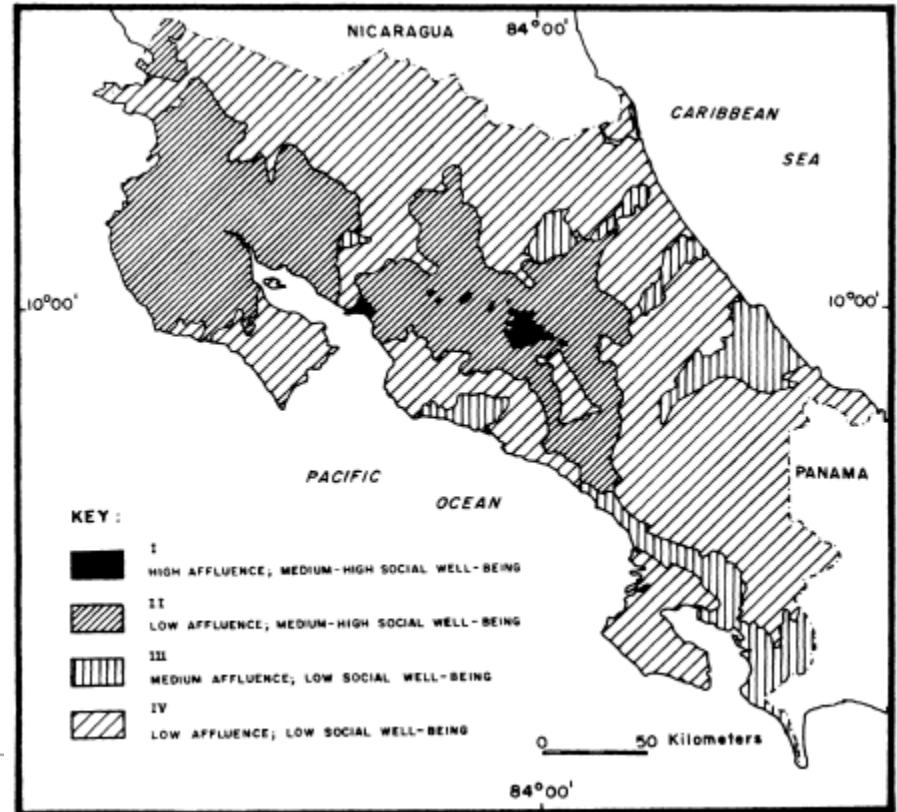 NICARAGUA
84°00'
CARIBBEAN
SEA
10°00'
10°00'
PACIFIC
OCEAN
PANAMA
KEY :
I
HIGH AFFLUENCE; MEDIUM-HIGH SOCIAL WELL-BEING
II
LOW AFFLUENCE; MEDIUM-HIGH SOCIAL WELL-BEING
III
MEDIUM AFFLUENCE; LOW SOCIAL WELL-BEING
IV
LOW AFFLUENCE; LOW SOCIAL WELL-BEING
0 50 Kilometers
84°00'